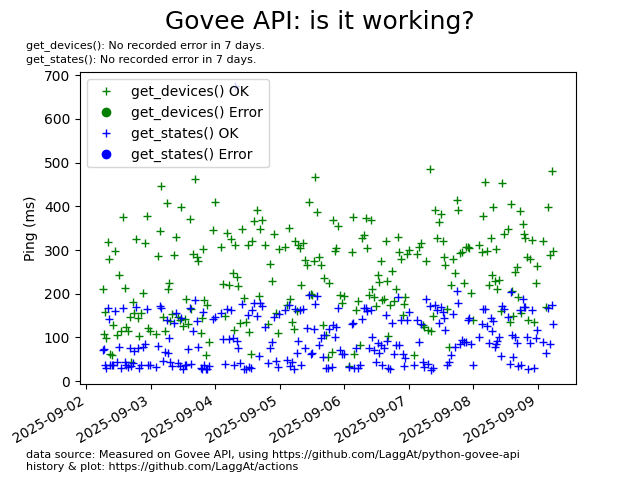 Govee API: is it working?
get_devices(): No recorded error in 7 days.
get_states(): No recorded error in 7 days.
700
600
500
400
300
200
100
0
Ping (ms)
get_devices() OK
get_devices() Error
get_states() OK
get_states() Error
2025-09-02
2025-09-03
2025-09-04
2025-09-05
2025-09-06
2025-09-07
2025-09-08
2025-09-09
data source: Measured on Govee API, using https://github.com/LaggAt/python-govee-api
history & plot: https://github.com/LaggAt/actions